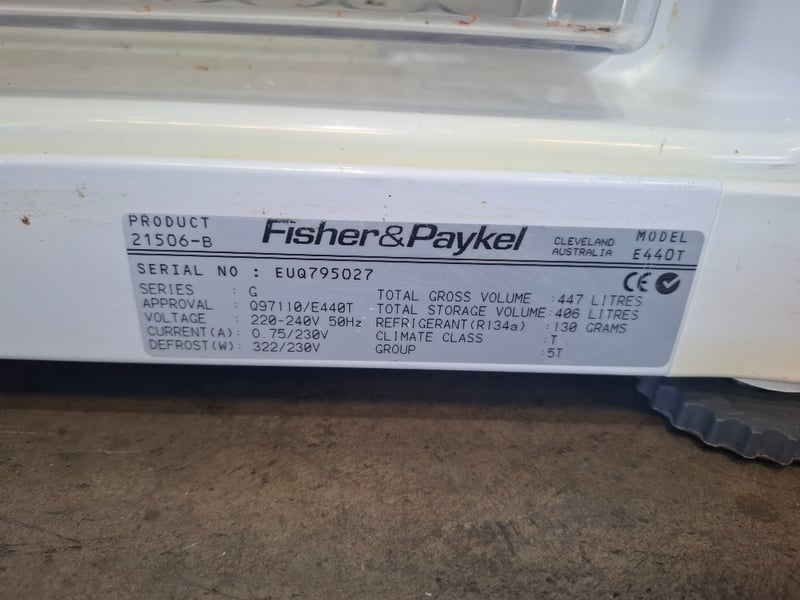 PRODUCT
21506-B
Fisher&Paykel
CLEVELAND
AUSTRALIA
MODEL
E440T
SERIAL NO : EUQ795027
CE
SERIES : G
APPROVAL : Q97110/E440T
VOLTAGE : 220-240V 50Hz
CURRENT(A): 0 75/230V
DEFROST(W): 322/230V
TOTAL GROSS VOLUME :447 LITRES
TOTAL STORAGE VOLUME:406 LITRES
REFRIGERANT(R134a) :130 GRAMS
CLIMATE CLASS :T
GROUP :5T